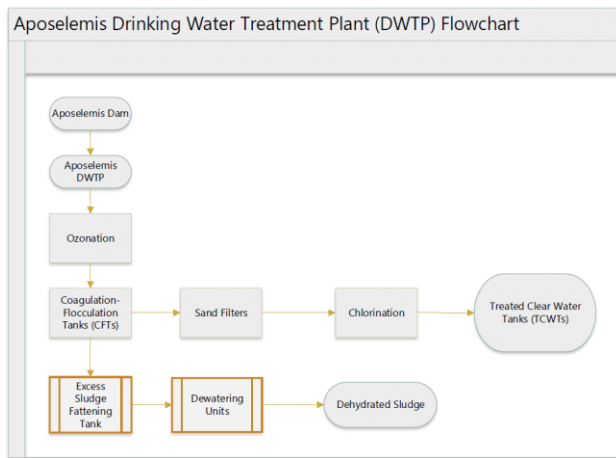 Aposelemis Drinking Water Treatment Plant (DWTP) Flowchart
Aposelemis Dam
Aposelemis
DWTP
Ozonation
Coagulation-
Flocculation
Tanks (CFTs)
Sand Filters
Chlorination
Treated Clear Water
Tanks (TCWTs)
Excess
Sludge
Fattening
Tank
Dewatering
Units
Dehydrated Sludge